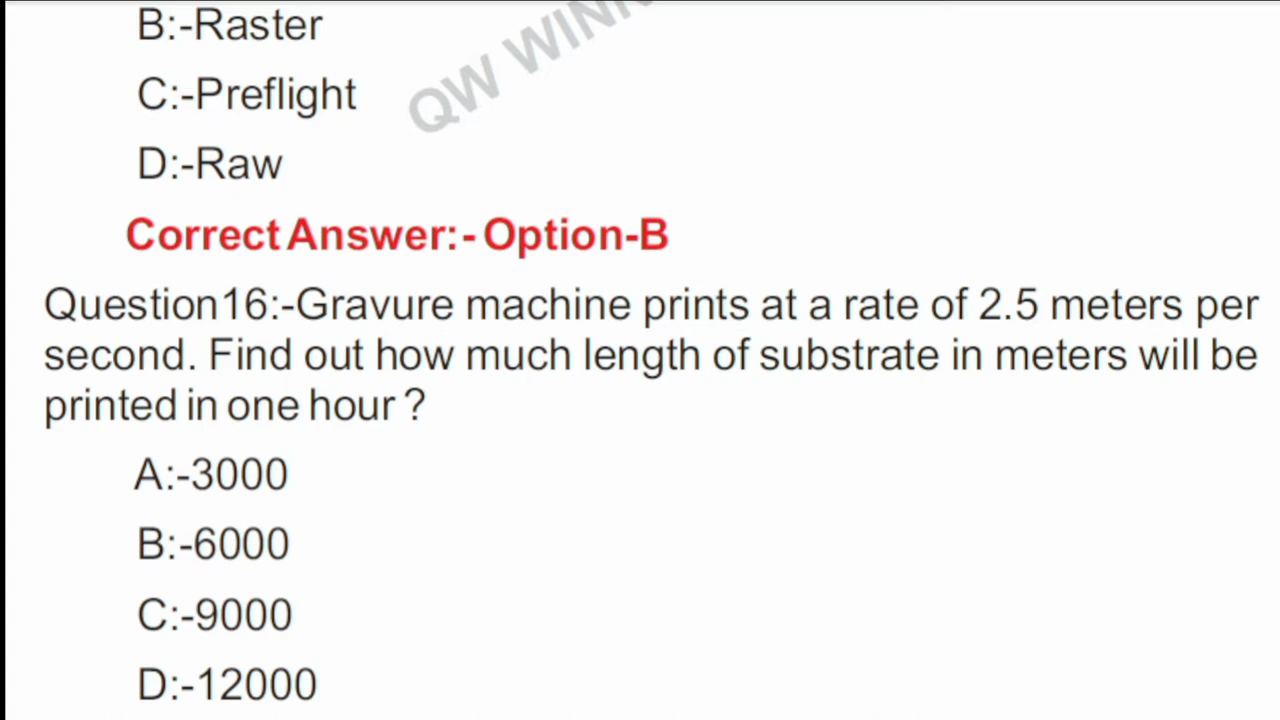 B:-Raster
C:-Preflight
D:-Raw
Correct Answer:- Option-B
Question16:-Gravure machine prints at a rate of 2.5 meters per
second. Find out how much length of substrate in meters will be
printed in one hour ?
A:-3000
B:-6000
C:-9000
D:-12000
QW